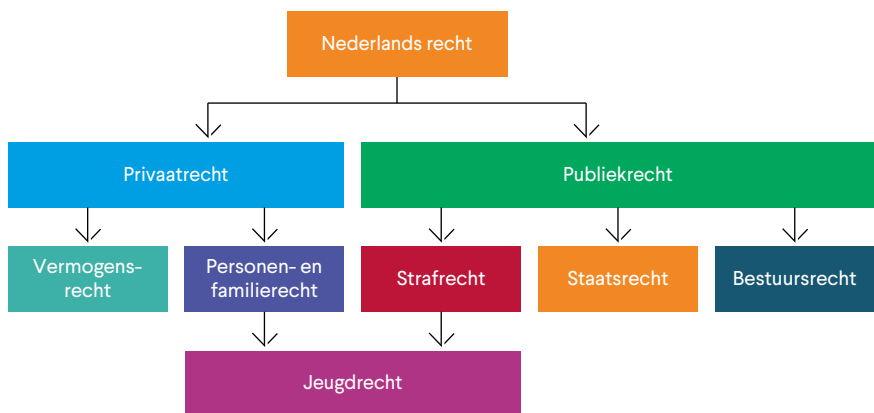 Nederlands recht
Privaatrecht
Publiekrecht
Vermogens-
recht
Personen- en
familierecht
Strafrecht
Staatsrecht
Bestuursrecht
Jeugdrecht